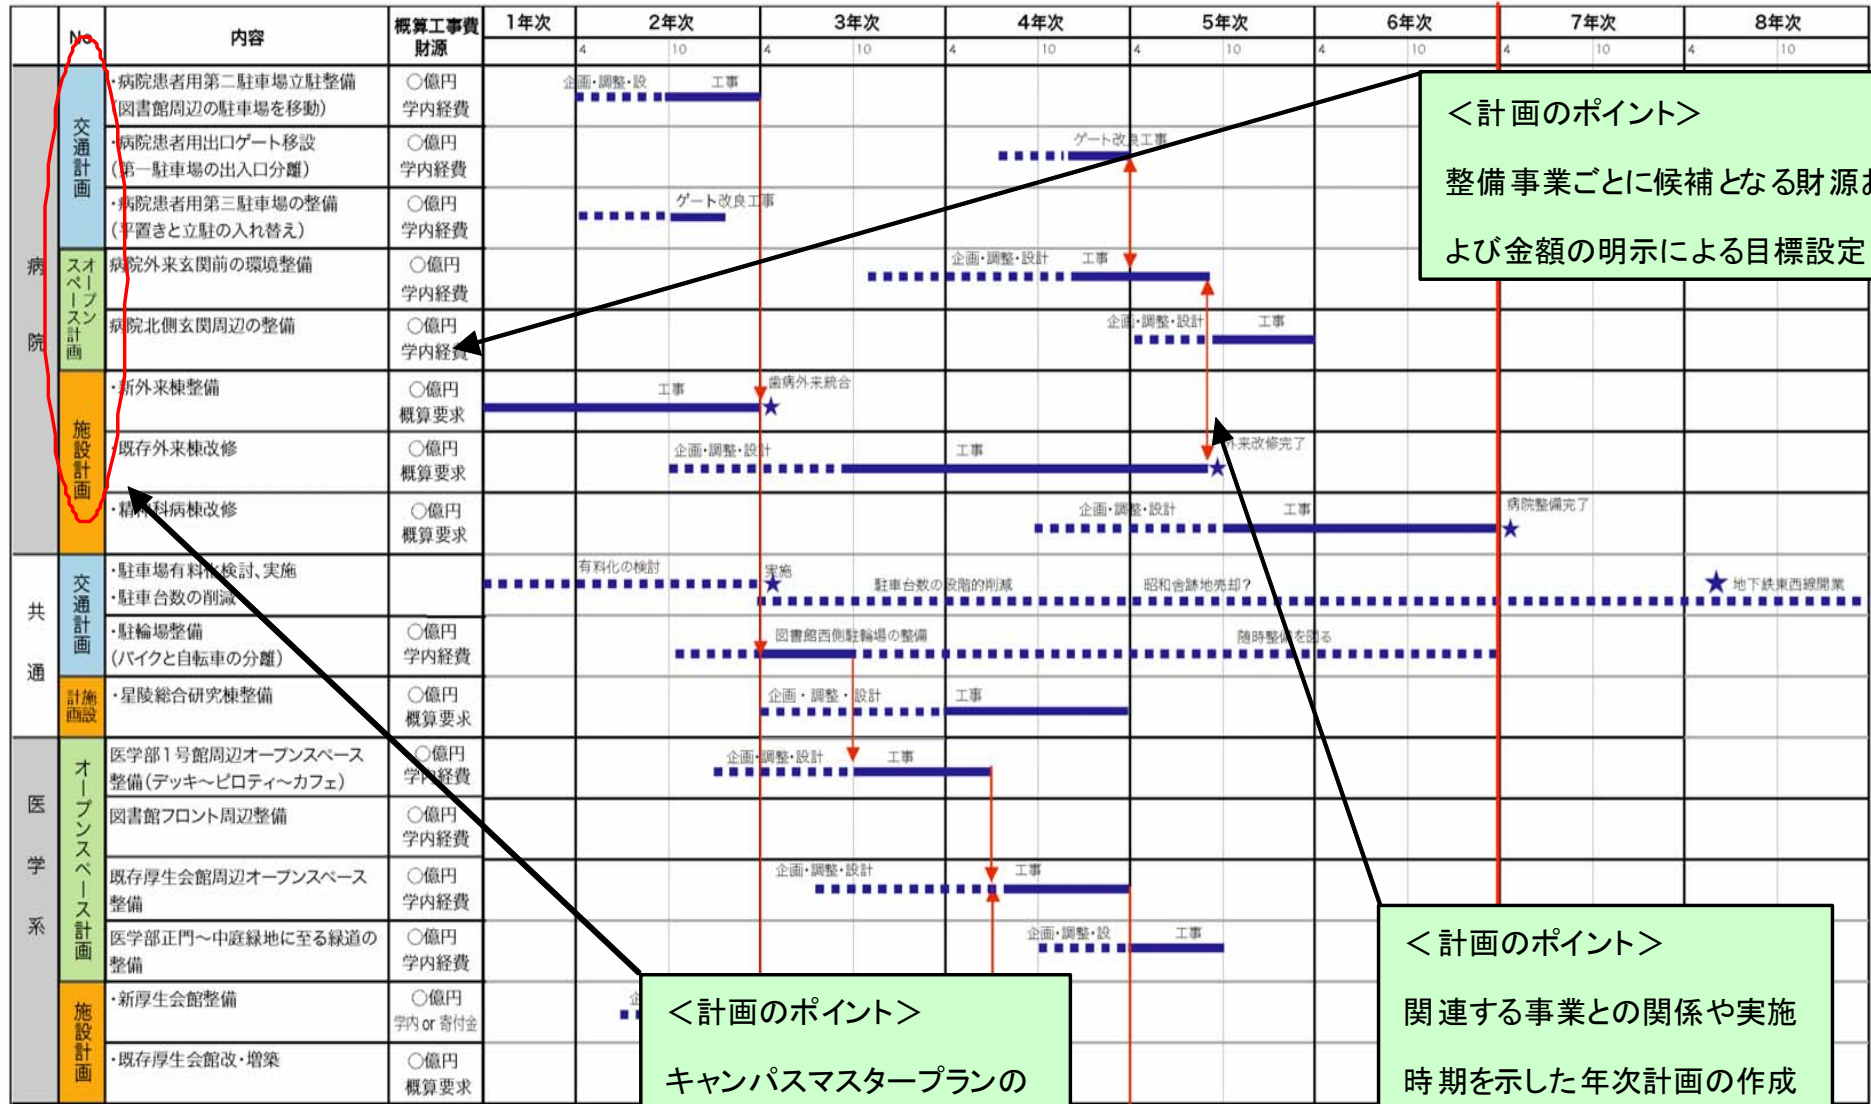 No
内容
概算工事費
財源
1年次
2年次
3年次
4年次
5年次
6年次
7年次
8年次
4
10
4
10
4
10
4
10
4
10
4
10
4
10
病院
交通計画
・病院患者用第二駐車場立駐整備
(図書館周辺の駐車場を移動)
〇億円
学内経費
企画・調整・設
工事
・病院患者用出口ゲート移設
(第一駐車場の出入口分離)
〇億円
学内経費
ゲート改良工事
・病院患者用第三駐車場の整備
(平置きと立駐の入れ替え)
〇億円
学内経費
ゲート改良工事
オープンスペース計画
病院外来玄関前の環境整備
〇億円
学内経費
企画・調整・設計
工事
病院北側玄関周辺の整備
〇億円
学内経費
企画・調整・設計
工事
施設計画
・新外来棟整備
〇億円
概算要求
工事
歯病外来統合
・既存外来棟改修
〇億円
概算要求
企画・調整・設計
工事
外来改修完了
・精神科病棟改修
〇億円
概算要求
企画・調整・設計
工事
病院整備完了
共通
交通計画
・駐車場有料化検討、実施
・駐車台数の削減
有料化の検討
実施
駐車台数の段階的削減
昭和舎跡地売却?
地下鉄東西線開業
・駐輪場整備
(バイクと自転車の分離)
〇億円
学内経費
図書館西側駐輪場の整備
随時整備を図る
施設計画
・星陵総合研究棟整備
〇億円
概算要求
企画・調整・設計
工事
医学系
オープンスペース計画
医学部1号館周辺オープンスペース
整備(デッキ~ピロティ~カフェ)
〇億円
学内経費
企画・調整・設計
工事
図書館フロント周辺整備
〇億円
学内経費
既存厚生会館周辺オープンスペース
整備
〇億円
学内経費
企画・調整・設計
工事
医学部正門~中庭緑地に至る緑道の
整備
〇億円
学内経費
企画・調整・設
工事
施設計画
・新厚生会館整備
〇億円
学内 or 寄付金
・既存厚生会館改・増築
〇億円
概算要求
<計画のポイント>
整備事業ごとに候補となる財源お
よび金額の明示による目標設定
<計画のポイント>
キャンパスマスタープランの
<計画のポイント>
関連する事業との関係や実施
時期を示した年次計画の作成